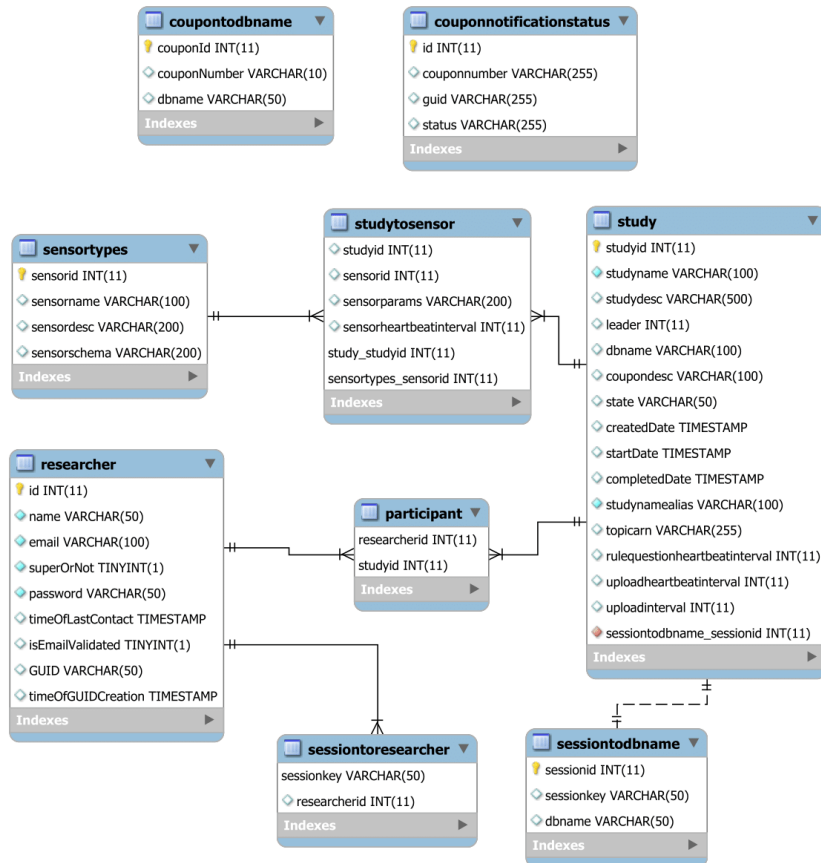 coupontodbname
couponId INT(11)
couponNumber VARCHAR(10)
dbname VARCHAR(50)
Indexes
couponnotificationstatus
id INT(11)
couponnumber VARCHAR(255)
guid VARCHAR(255)
status VARCHAR(255)
Indexes
sensortypes
sensorid INT(11)
sensorname VARCHAR(100)
sensordesc VARCHAR(200)
sensorschema VARCHAR(200)
Indexes
studytosensor
studyid INT(11)
sensorid INT(11)
sensorparams VARCHAR(200)
sensorheartbeatinterval INT(11)
study_studyid INT(11)
sensortypes_sensorid INT(11)
Indexes
study
studyid INT(11)
studyname VARCHAR(100)
studydesc VARCHAR(500)
leader INT(11)
dbname VARCHAR(100)
coupondesc VARCHAR(100)
state VARCHAR(50)
createdDate TIMESTAMP
startDate TIMESTAMP
completedDate TIMESTAMP
studynamealias VARCHAR(100)
topicarn VARCHAR(255)
rulequestionheartbeatinterval INT(11)
uploadheartbeatinterval INT(11)
uploadinterval INT(11)
sessiontodbname_sessionid INT(11)
Indexes
researcher
id INT(11)
name VARCHAR(50)
email VARCHAR(100)
superOrNot TINYINT(1)
password VARCHAR(50)
timeOfLastContact TIMESTAMP
isEmailValidated TINYINT(1)
GUID VARCHAR(50)
timeOfGUIDCreation TIMESTAMP
Indexes
participant
researcherid INT(11)
studyid INT(11)
Indexes
sessiontoresearcher
sessionkey VARCHAR(50)
researcherid INT(11)
Indexes
sessiontodbname
sessionid INT(11)
sessionkey VARCHAR(50)
dbname VARCHAR(50)
Indexes